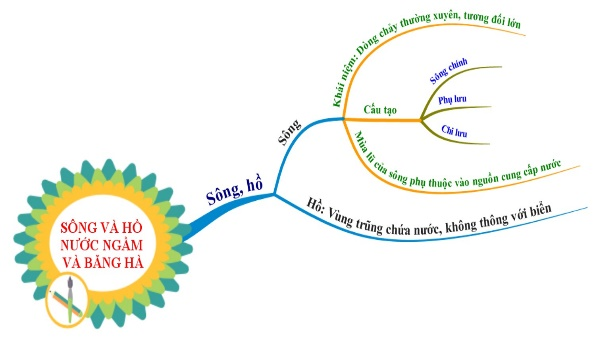 SÔNG VÀ HỒ
NƯỚC NGẦM
VÀ BĂNG HÀ
Sông, hồ
Sông
Khái niệm: Dòng chảy thường xuyên, tương đối lớn
Cấu tạo
Sông chính
Phụ lưu
Chi lưu
Mùa lũ của sông phụ thuộc vào nguồn cung cấp nước
Hồ: Vùng trũng chứa nước, không thông với biển